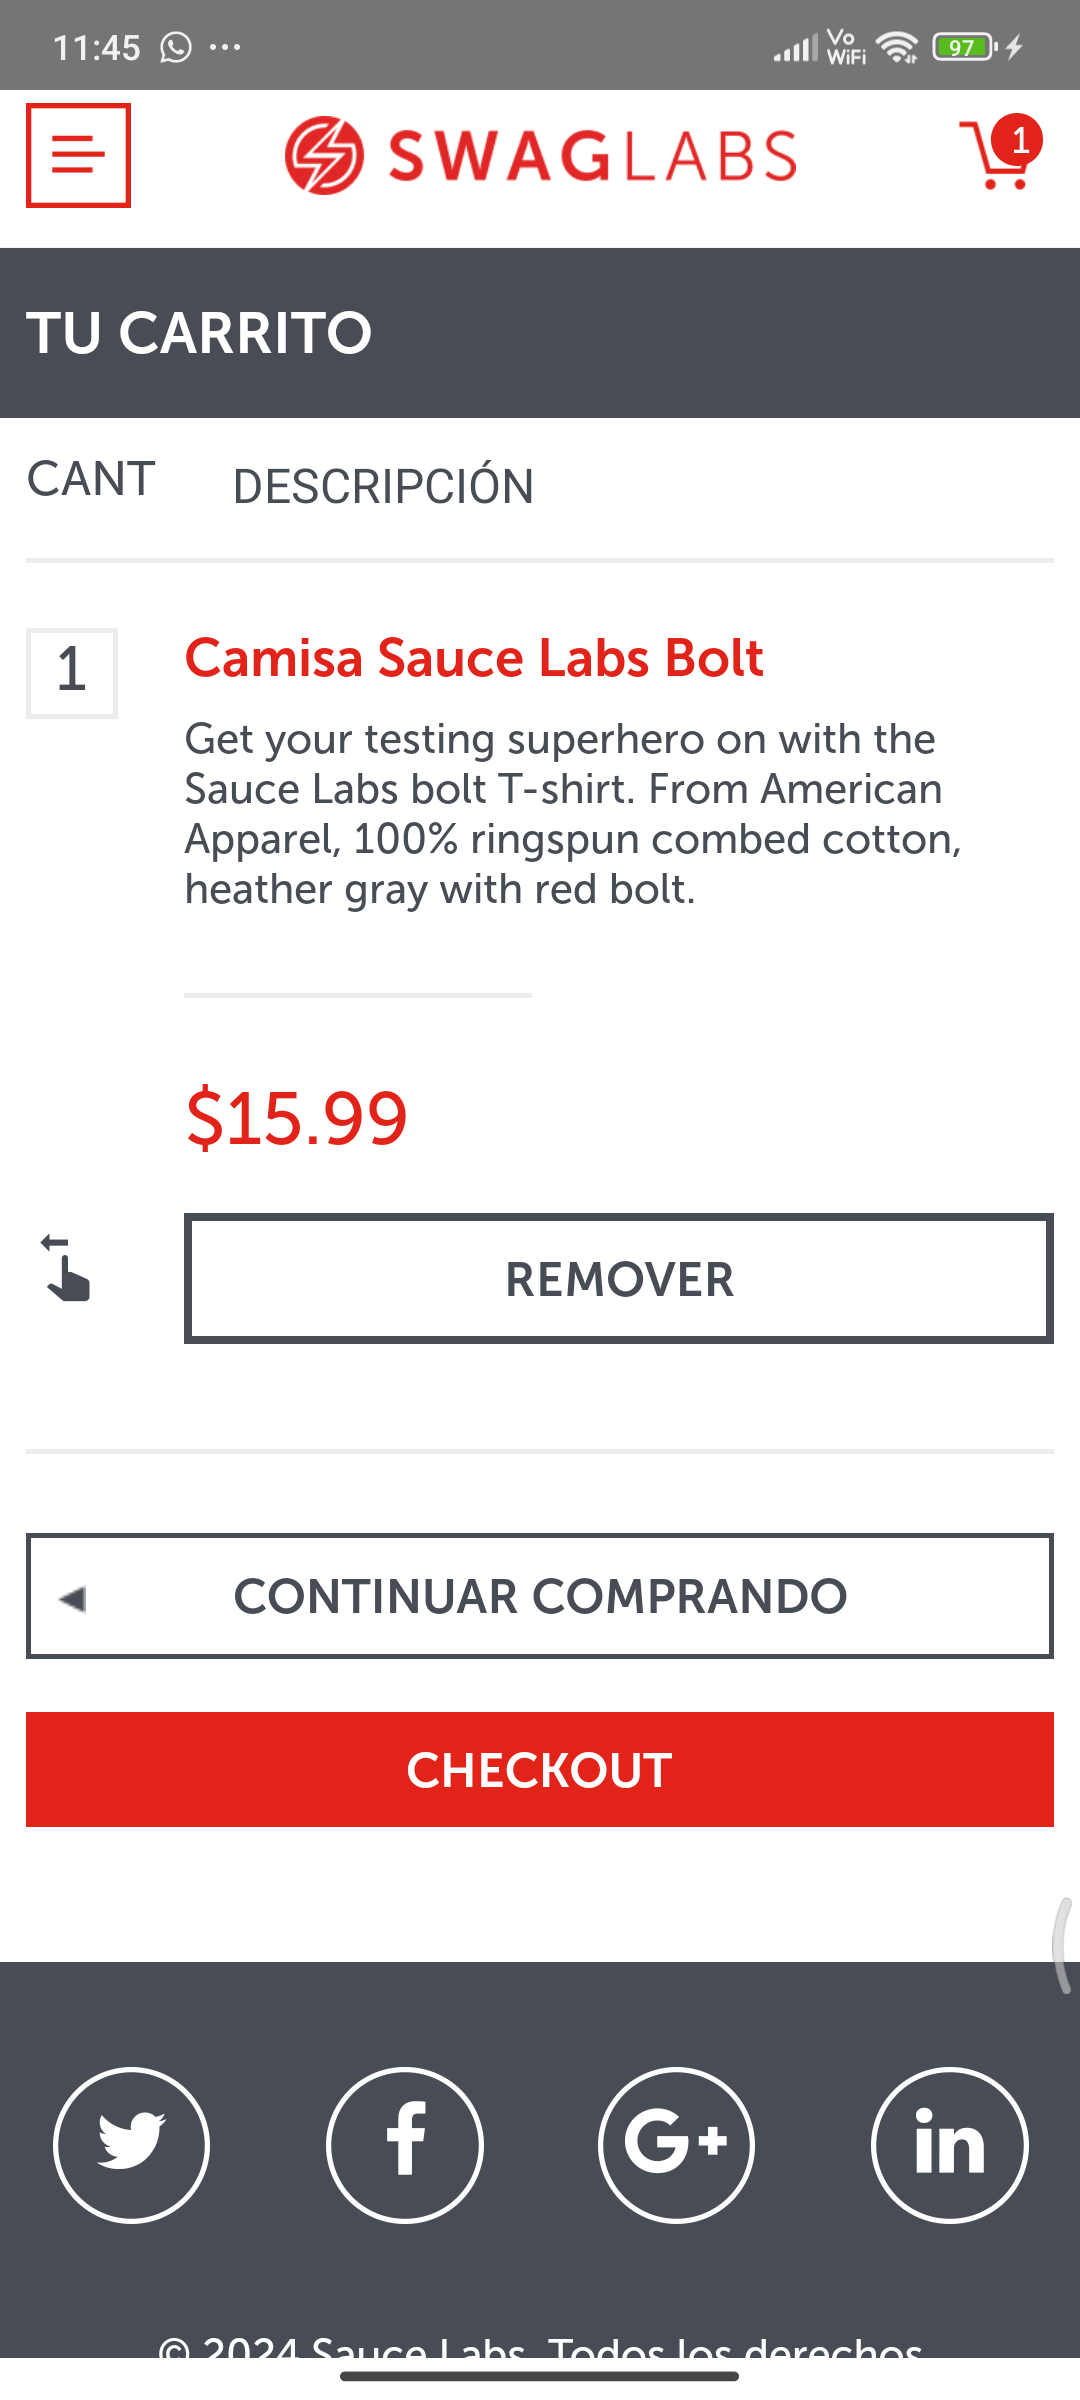 11:45
Vo
WiFi
97
SWAGLABS
1
TU CARRITO
CANT
DESCRIPCIÓN
1
Camisa Sauce Labs Bolt
Get your testing superhero on with the
Sauce Labs bolt T-shirt. From American
Apparel, 100% ringspun combed cotton,
heather gray with red bolt.
$15.99
REMOVER
CONTINUAR COMPRANDO
CHECKOUT
f
G+
in
© 2024 Sauce Labs. Todos los derechos